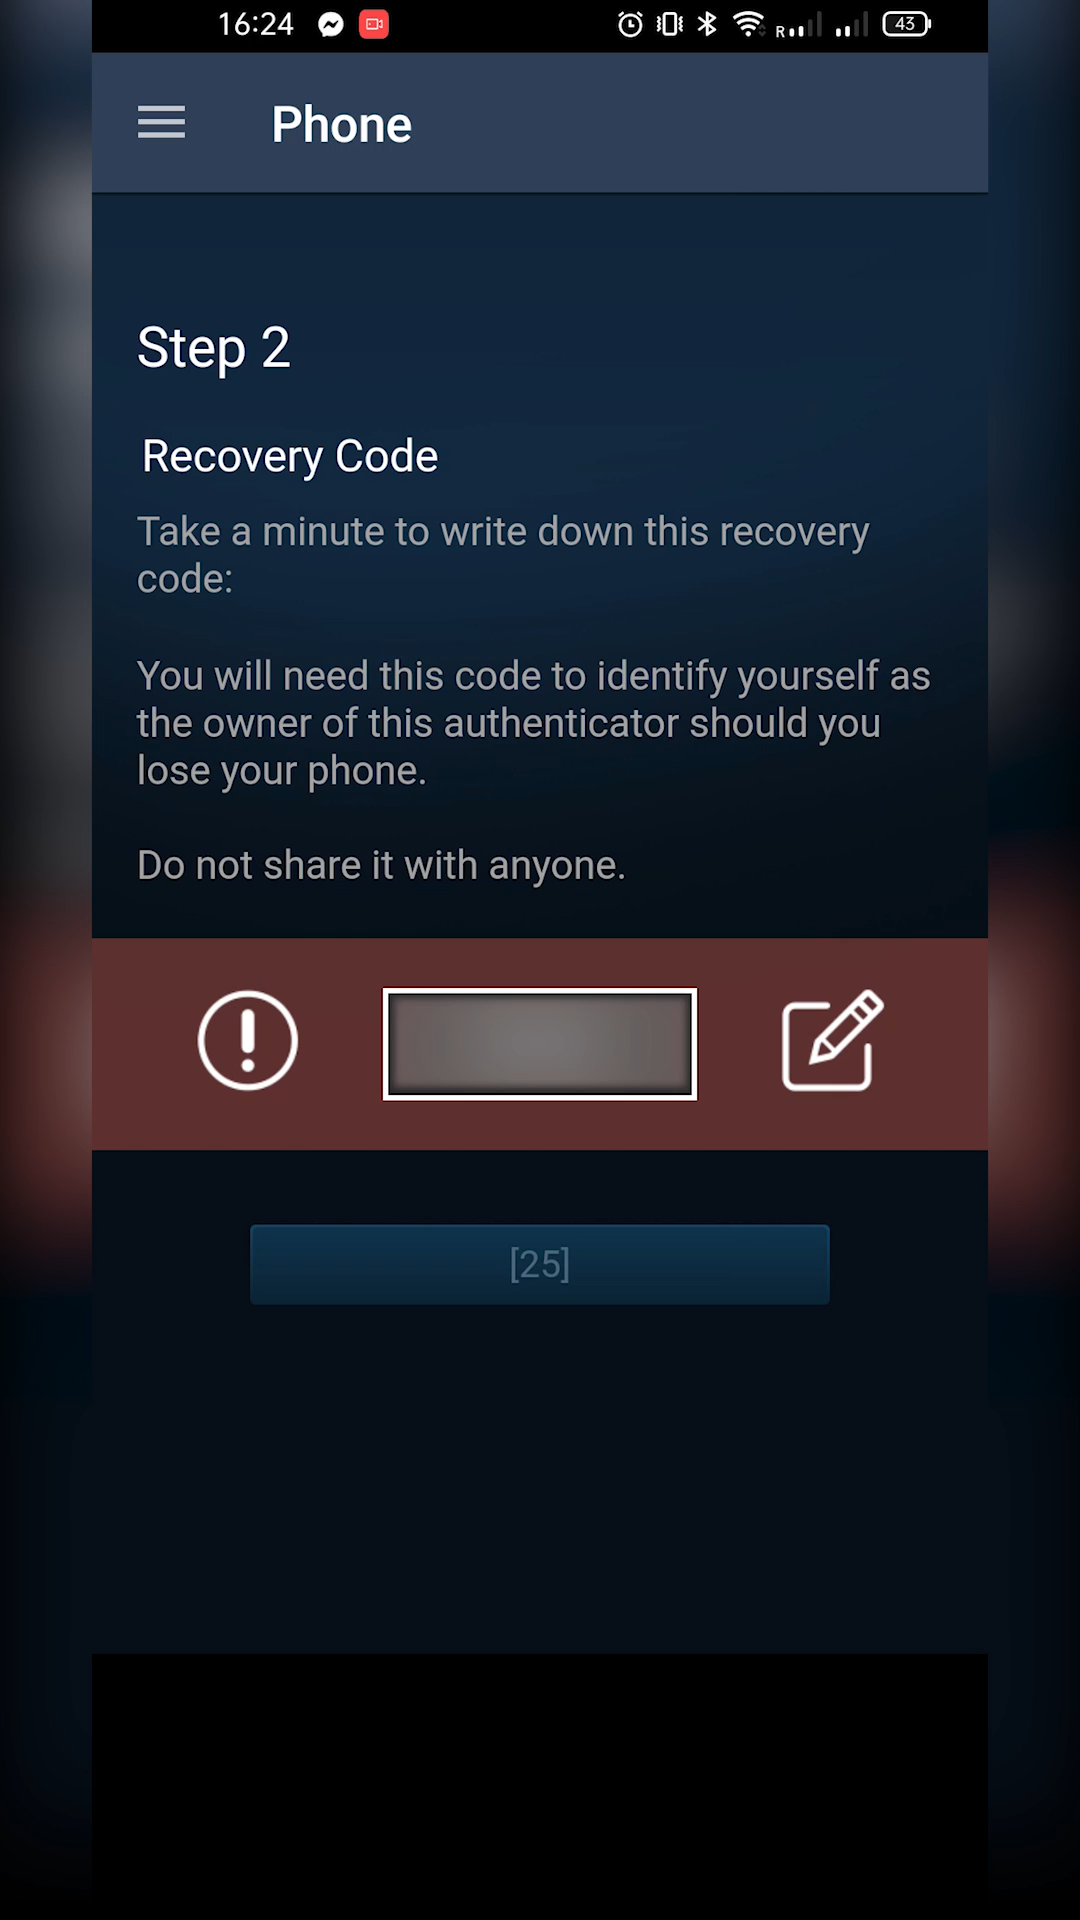 16:24
R
43
Phone
Step 2
Recovery Code
Take a minute to write down this recovery
code:
You will need this code to identify yourself as
the owner of this authenticator should you
lose your phone.
Do not share it with anyone.
[25]